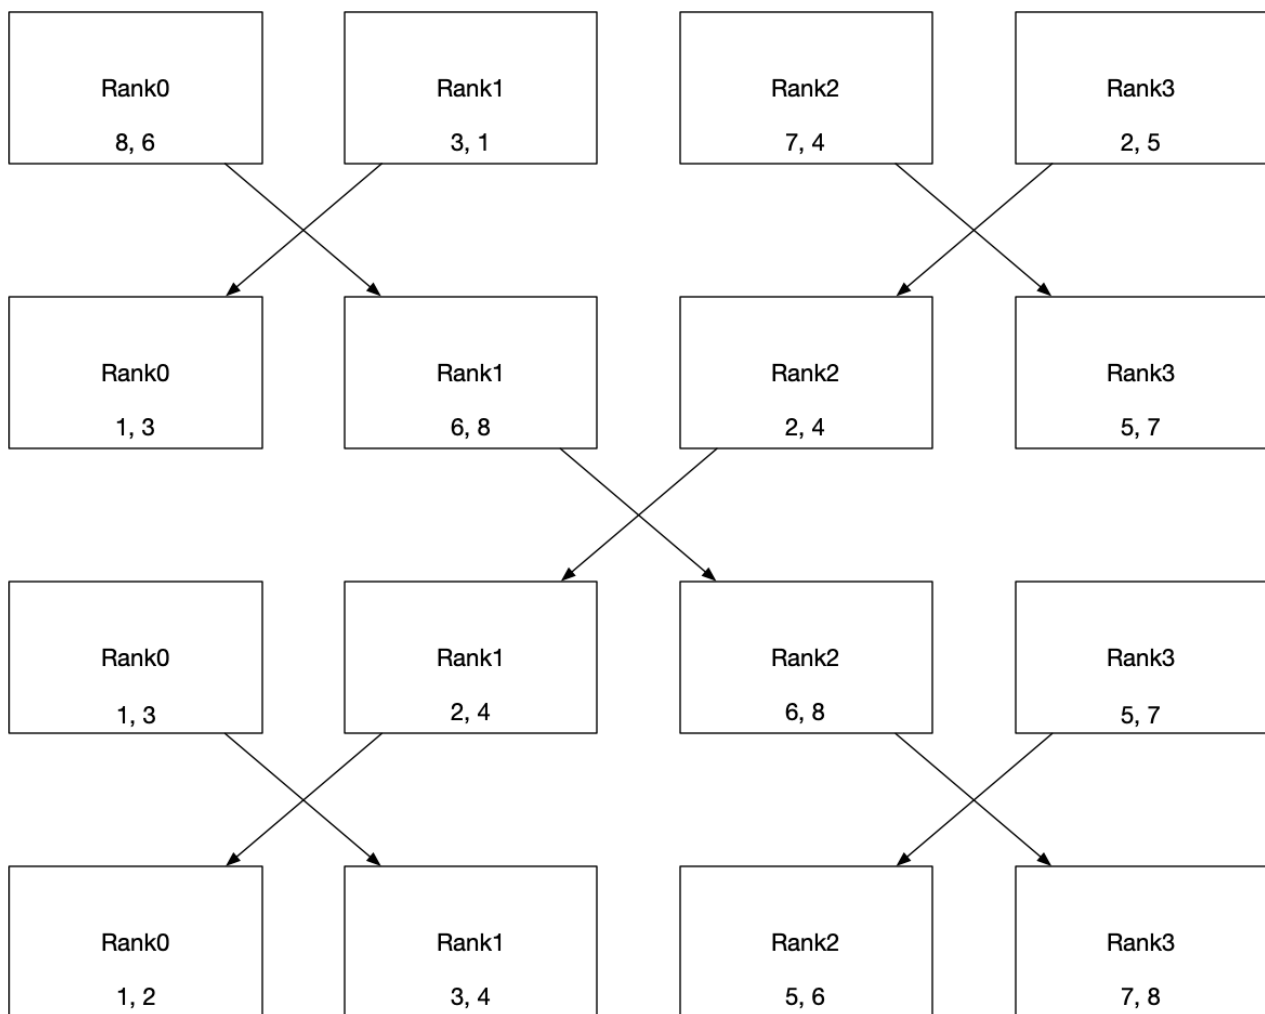 Rank0 Rank1 Rank2 Rank3
8, 6 3, 1 7, 4 2, 5
Rank0 Rank1 Rank2 Rank3
1, 3 6, 8 2, 4 5, 7
Rank0 Rank1 Rank2 Rank3
1, 3 2, 4 6, 8 5, 7
Rank0 Rank1 Rank2 Rank3
1, 2 3, 4 5, 6 7, 8